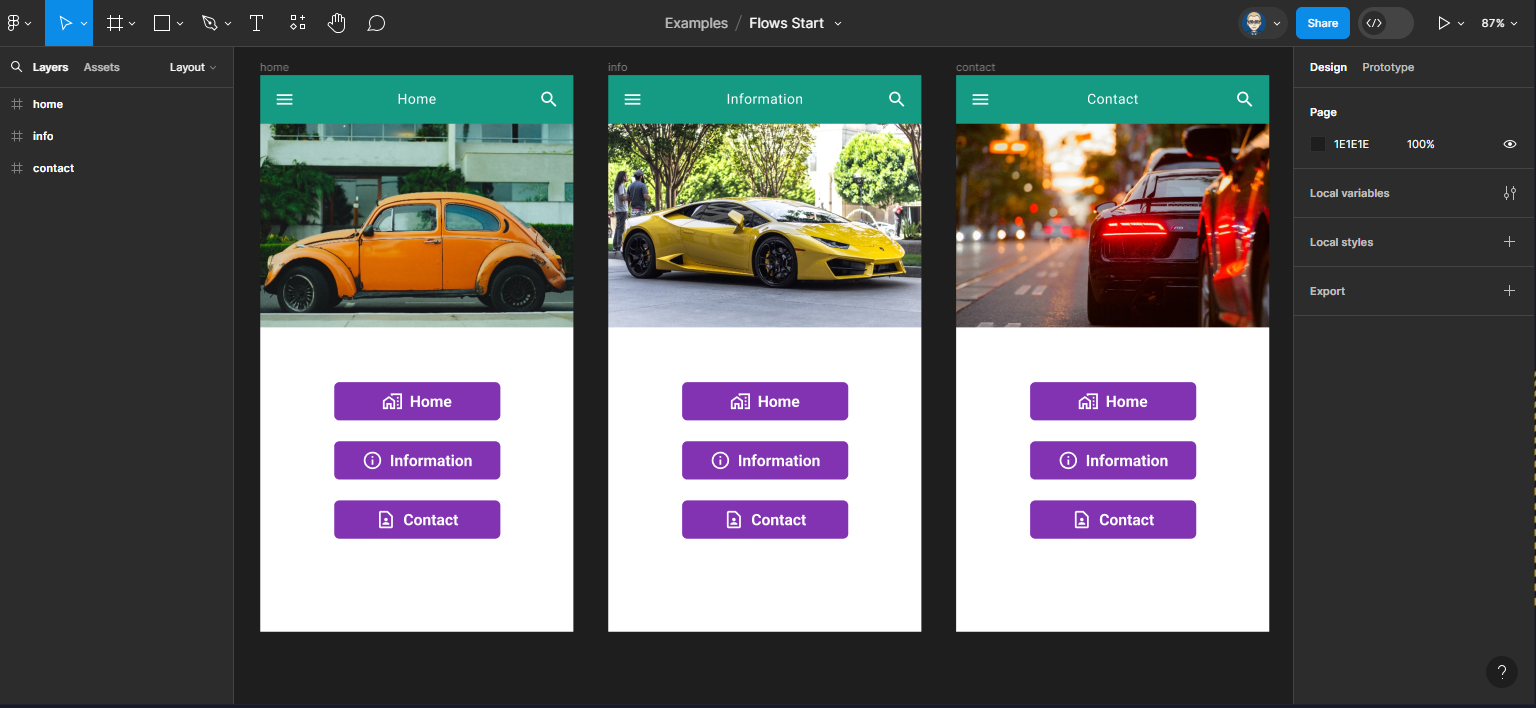 Examples / Flows Start
Share
87%
Layers Assets Layout
home
info
contact
home
Home
Home
Information
Contact
info
Information
Home
Information
Contact
contact
Contact
Home
Information
Contact
Design Prototype
Page
1E1E1E 100%
Local variables
Local styles
Export
?